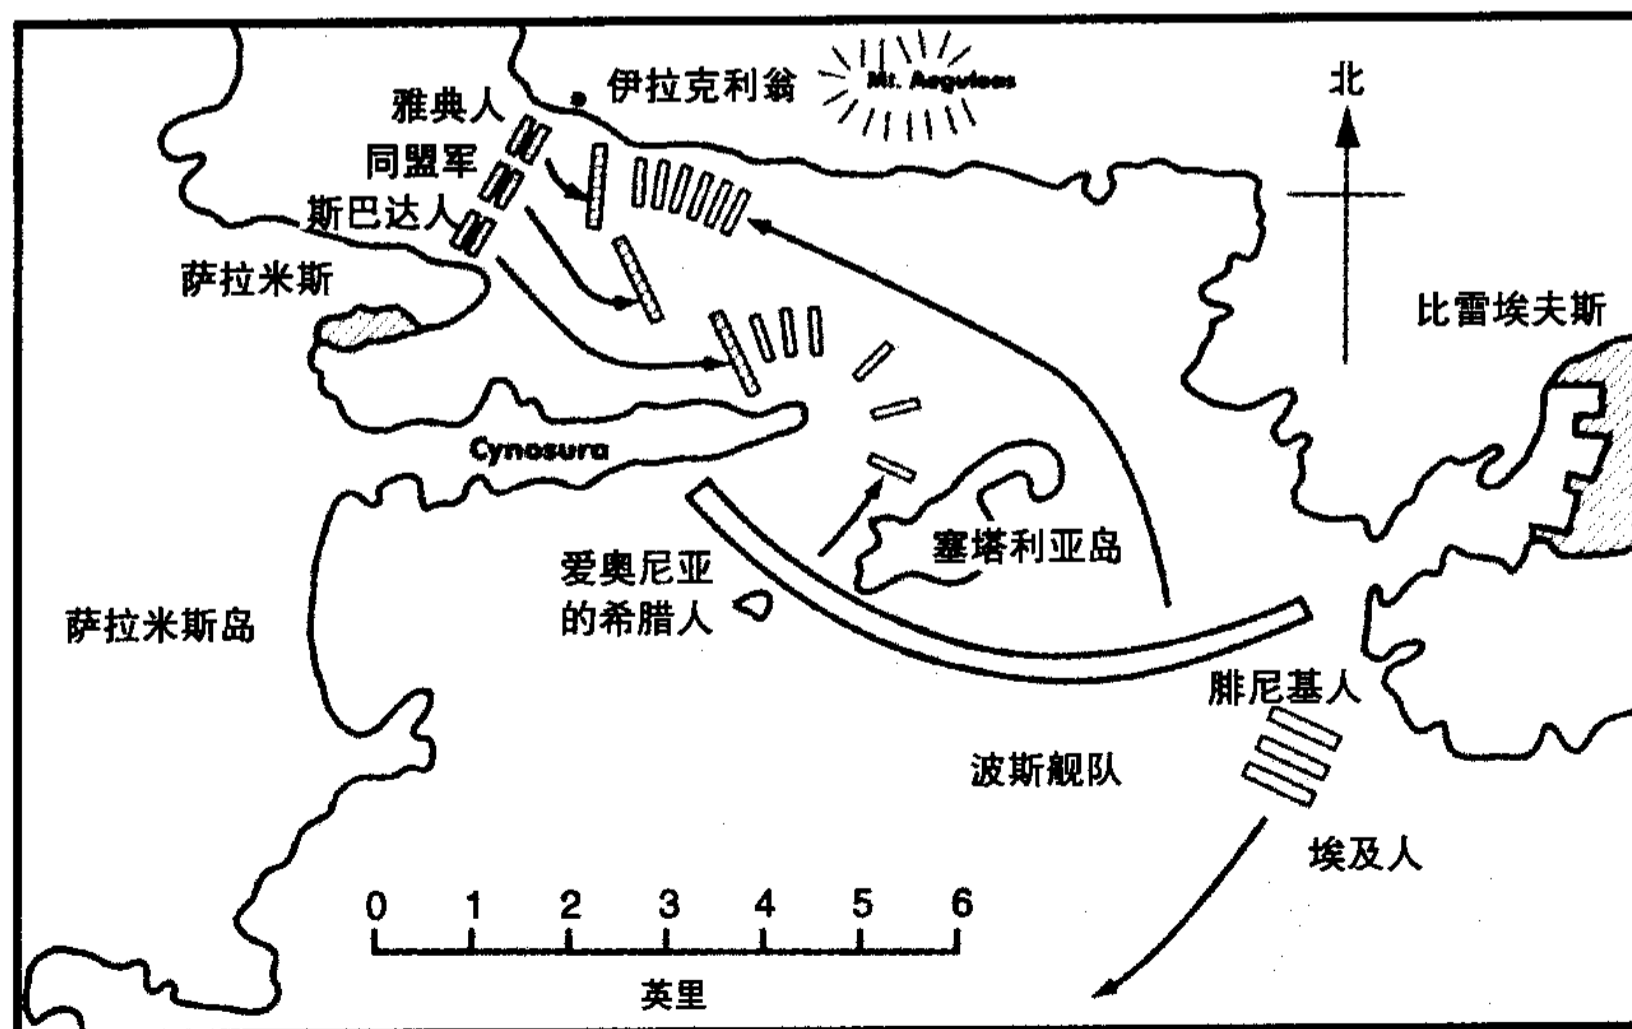 伊拉克利翁
Mt. Aeguleas
北
雅典人
同盟军
斯巴达人
萨拉米斯
比雷埃夫斯
Cynosura
塞塔利亚岛
爱奥尼亚
的希腊人
萨拉米斯岛
腓尼基人
波斯舰队
埃及人
0 1 2 3 4 5 6
英里